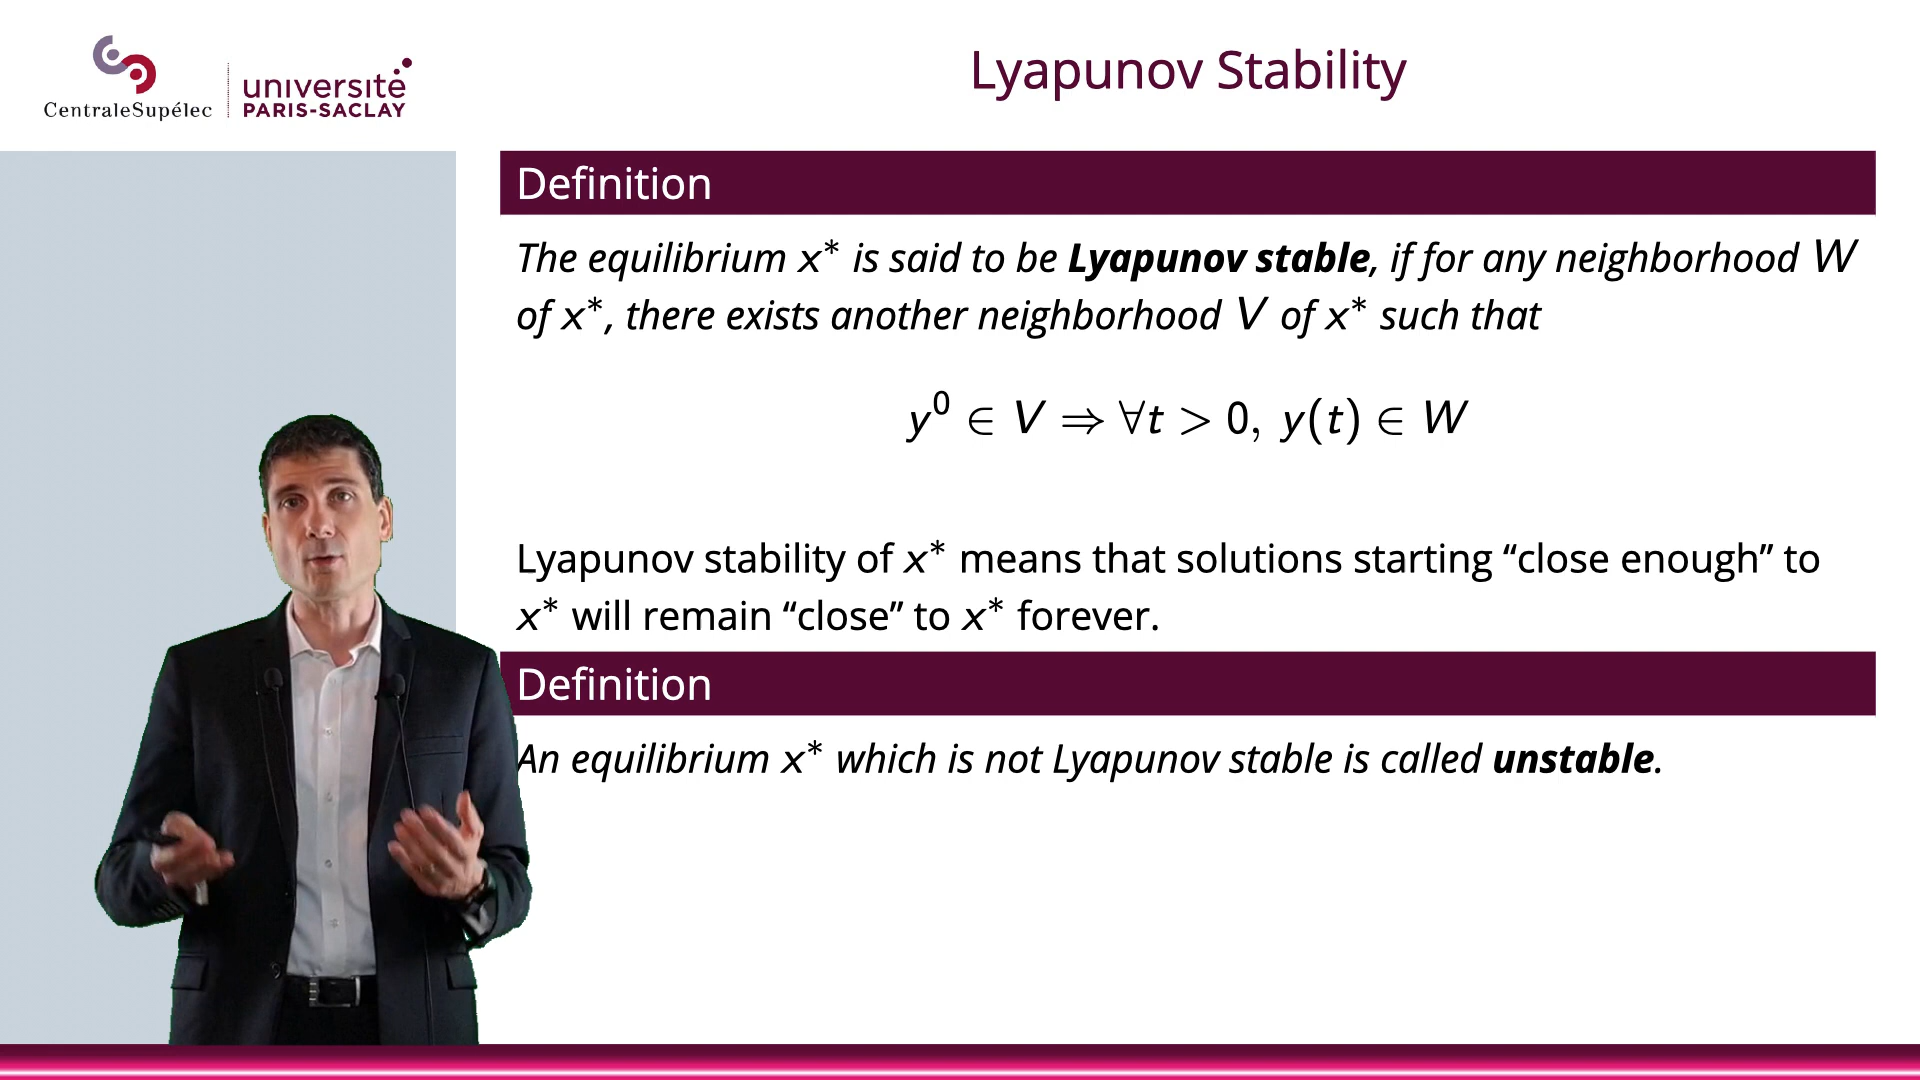 CentraleSupélec
université
PARIS-SACLAY
Lyapunov Stability
Definition
The equilibrium x* is said to be Lyapunov stable, if for any neighborhood W
of x*, there exists another neighborhood V of x* such that
y⁰ ∈ V ⇒ ∀t > 0, y(t) ∈ W
Lyapunov stability of x* means that solutions starting “close enough” to
x* will remain “close” to x* forever.
Definition
An equilibrium x* which is not Lyapunov stable is called unstable.